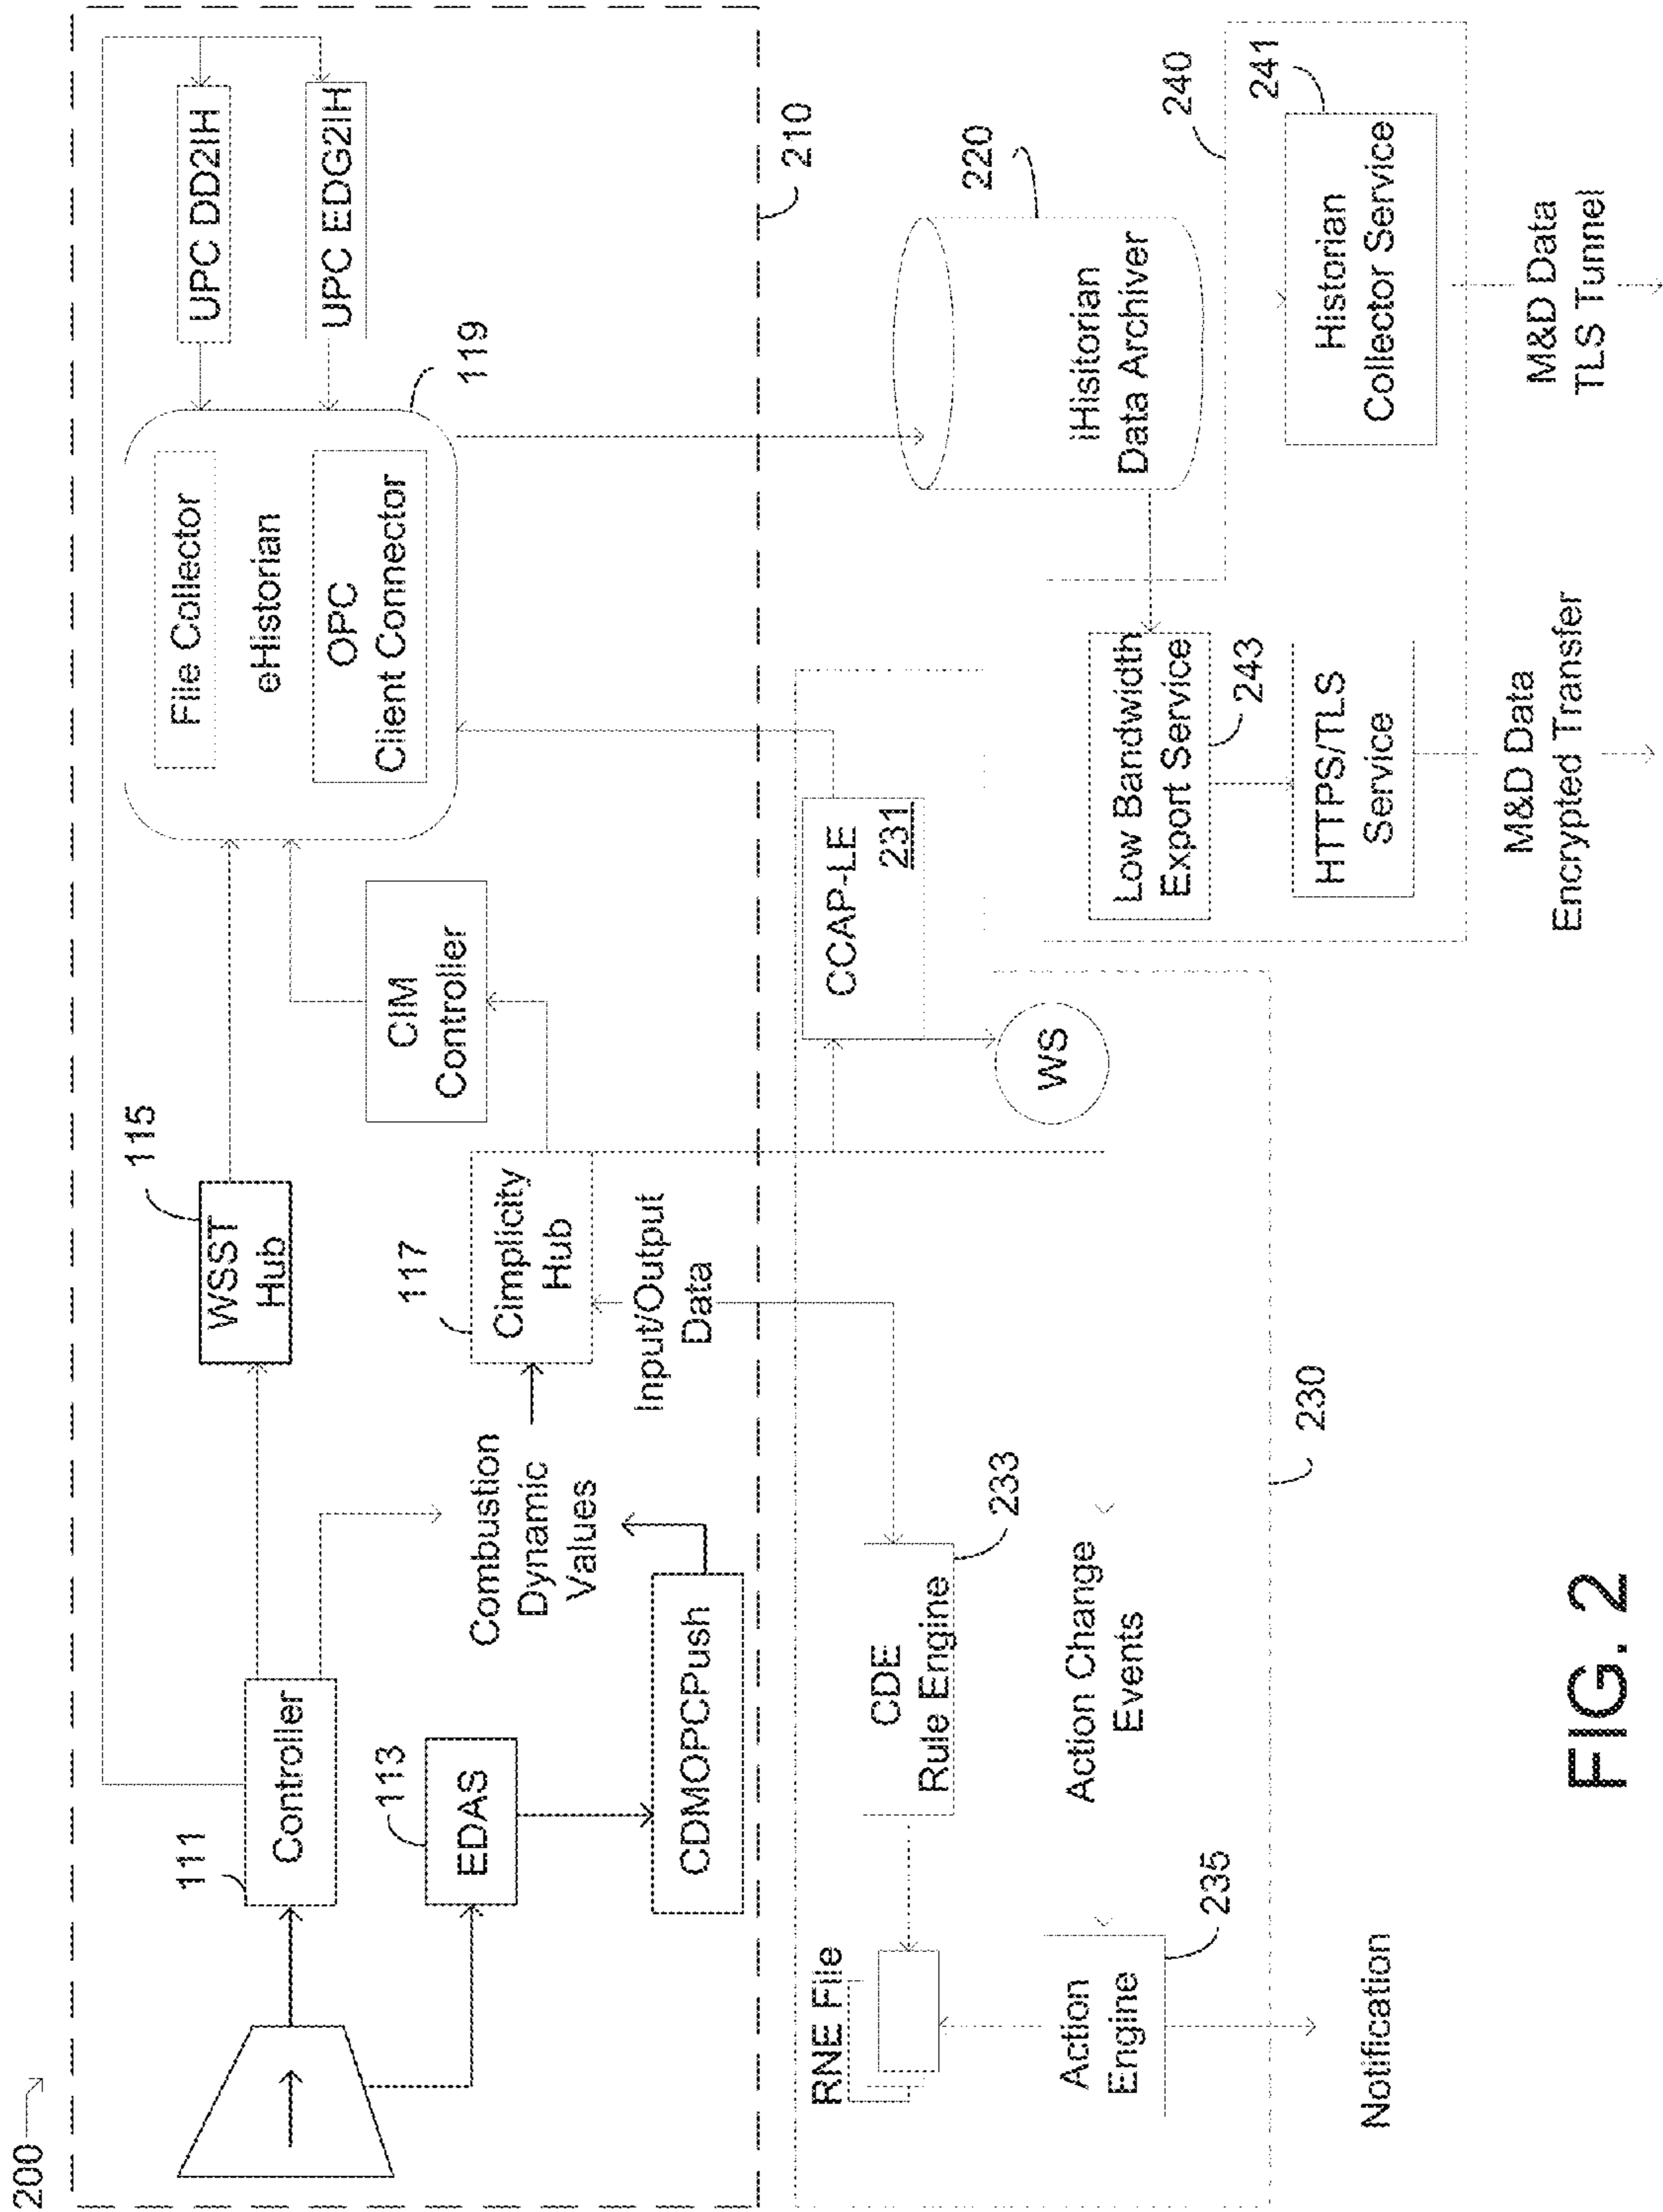 200
111
Controller
113
EDAS
CDMOPCPush
Combustion
Dynamic
Values
115
WSST
Hub
117
Cimplicity
Hub
Input/Output
Data
CIM
Controller
File Collector
eHistorian
OPC
Client Connector
119
UPC DD2IH
UPC EDG2IH
210
RNE File
CDE
Rule Engine
233
Action
Engine
235
Action Change
Events
230
Notification
CCAP-LE
231
WS
220
iHisitorian
Data Archiver
240
241
Historian
Collector Service
Low Bandwidth
Export Service
243
HTTPS/TLS
Service
M&D Data
Encrypted Transfer
M&D Data
TLS Tunnel
FIG. 2